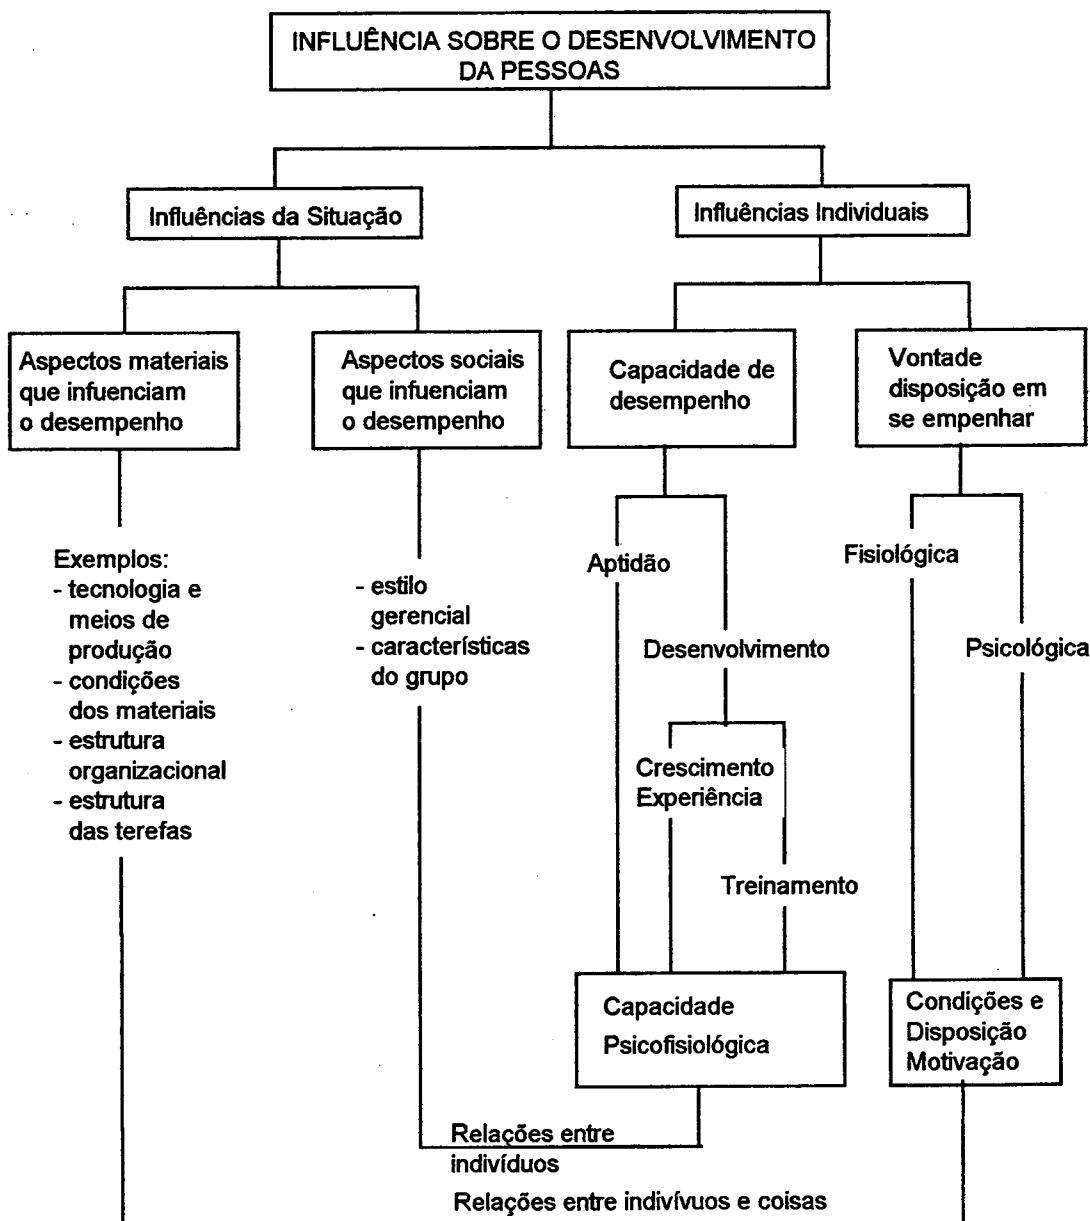 INFLUÊNCIA SOBRE O DESENVOLVIMENTO
DA PESSOAS
Influências da Situação
Influências Individuais
Aspectos materiais
que infuenciam
o desempenho
Aspectos sociais
que infuenciam
o desempenho
Capacidade de
desempenho
Vontade
disposição em
se empenhar
Exemplos:
- tecnologia e
meios de
produção
- condições
dos materiais
- estrutura
organizacional
- estrutura
das terefas
- estilo
gerencial
- características
do grupo
Aptidão
Desenvolvimento
Crescimento
Experiência
Treinamento
Fisiológica
Psicológica
Capacidade
Psicofisiológica
Condições e
Disposição
Motivação
Relações entre
indivíduos
Relações entre indivívuos e coisas